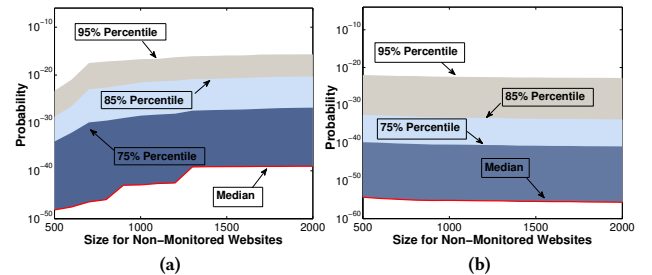 10^-10
95% Percentile
10^-20
85% Percentile
10^-30
75% Percentile
10^-40
Median
10^-50
Probability
500 1000 1500 2000
Size for Non-Monitored Websites
(a)
10^-10
95% Percentile
10^-20
85% Percentile
10^-30
75% Percentile
10^-40
Median
10^-50
10^-60
Probability
500 1000 1500 2000
Size for Non-Monitored Websites
(b)